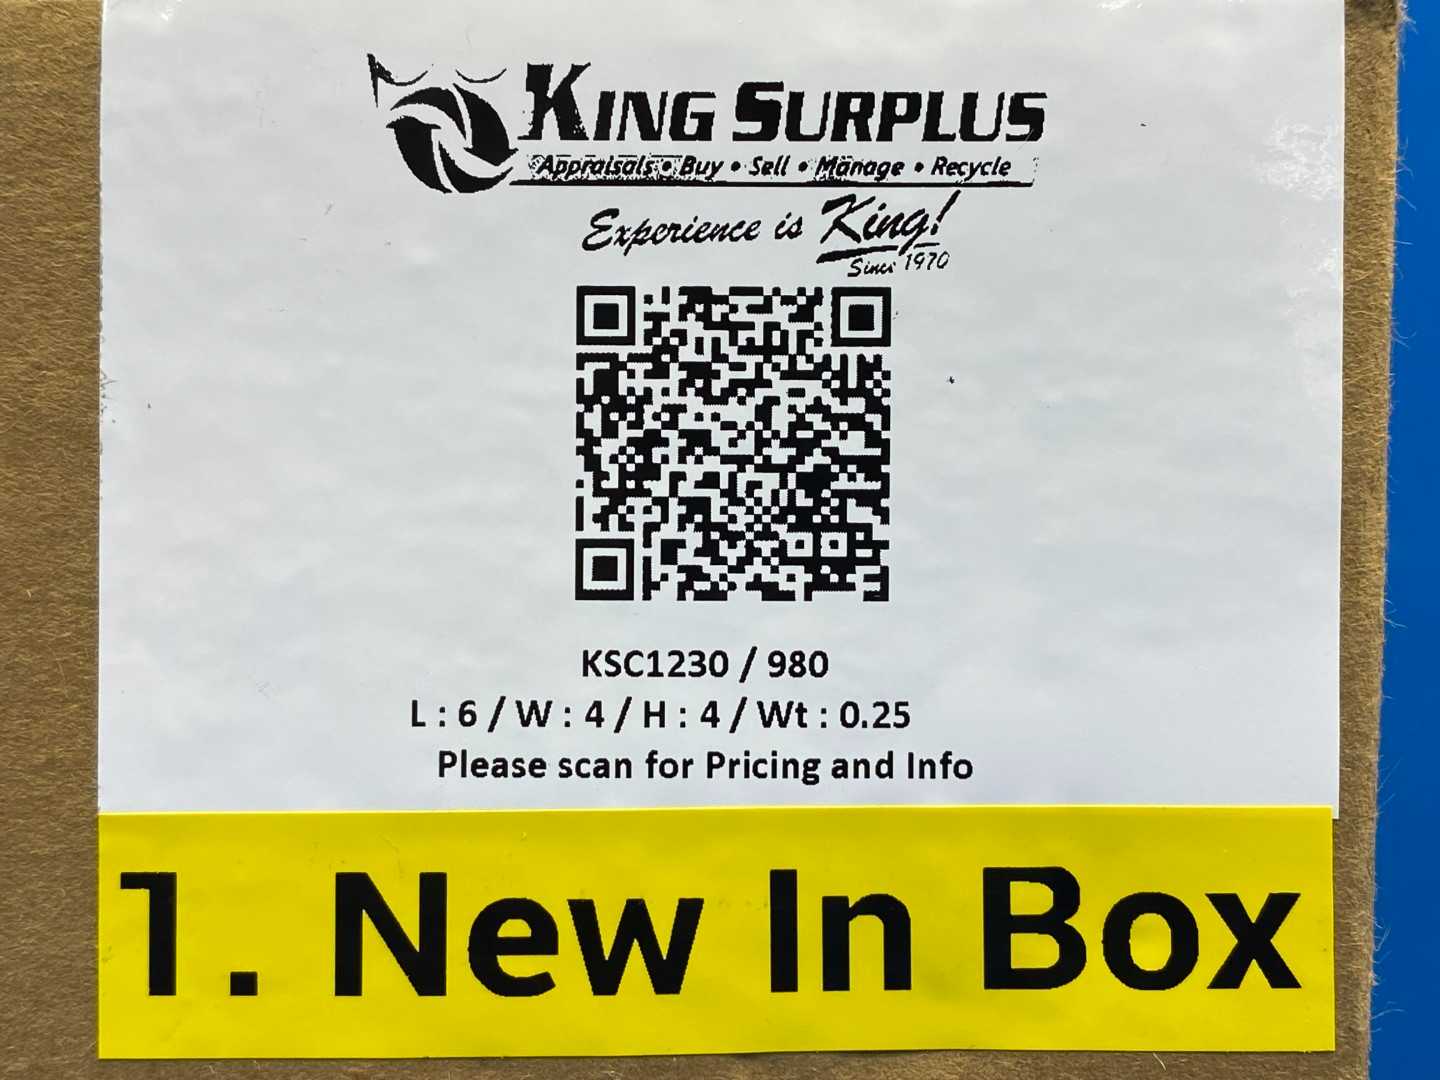 KING SURPLUS
Appraisals • Buy • Sell • Manage • Recycle
Experience is King!
Since 1970
KSC1230 / 980
L : 6 / W : 4 / H : 4 / Wt : 0.25
Please scan for Pricing and Info
1. New In Box